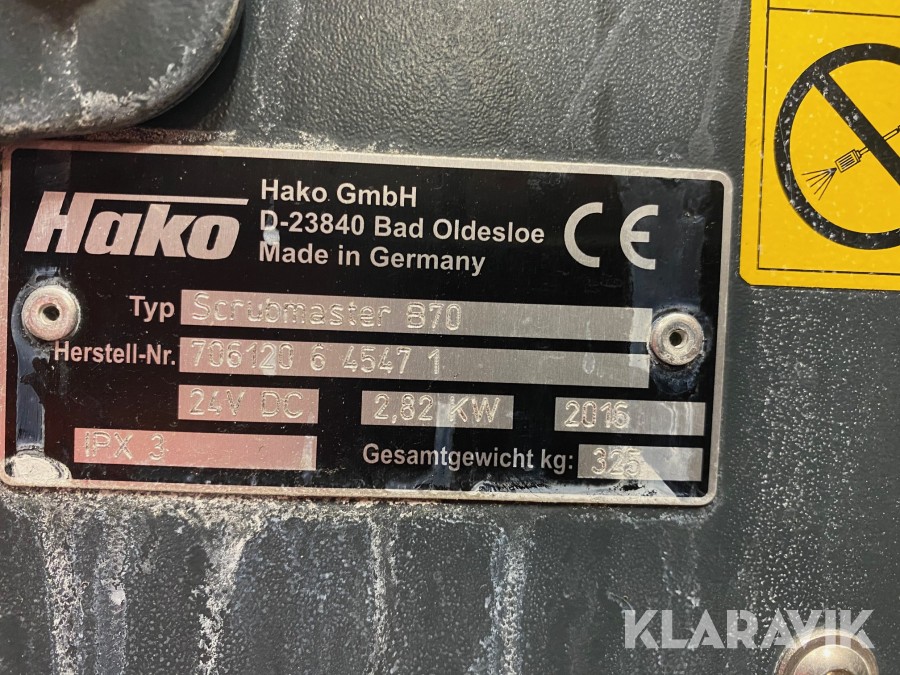 Hako
Hako GmbH
D-23840 Bad Oldesloe
Made in Germany
CE
Typ Scrubmaster B70
Herstell-Nr. 706120 6 4547 1
24V DC 2,82 KW 2016
IPX 3 Gesamtgewicht kg: 325
KLARAVIK